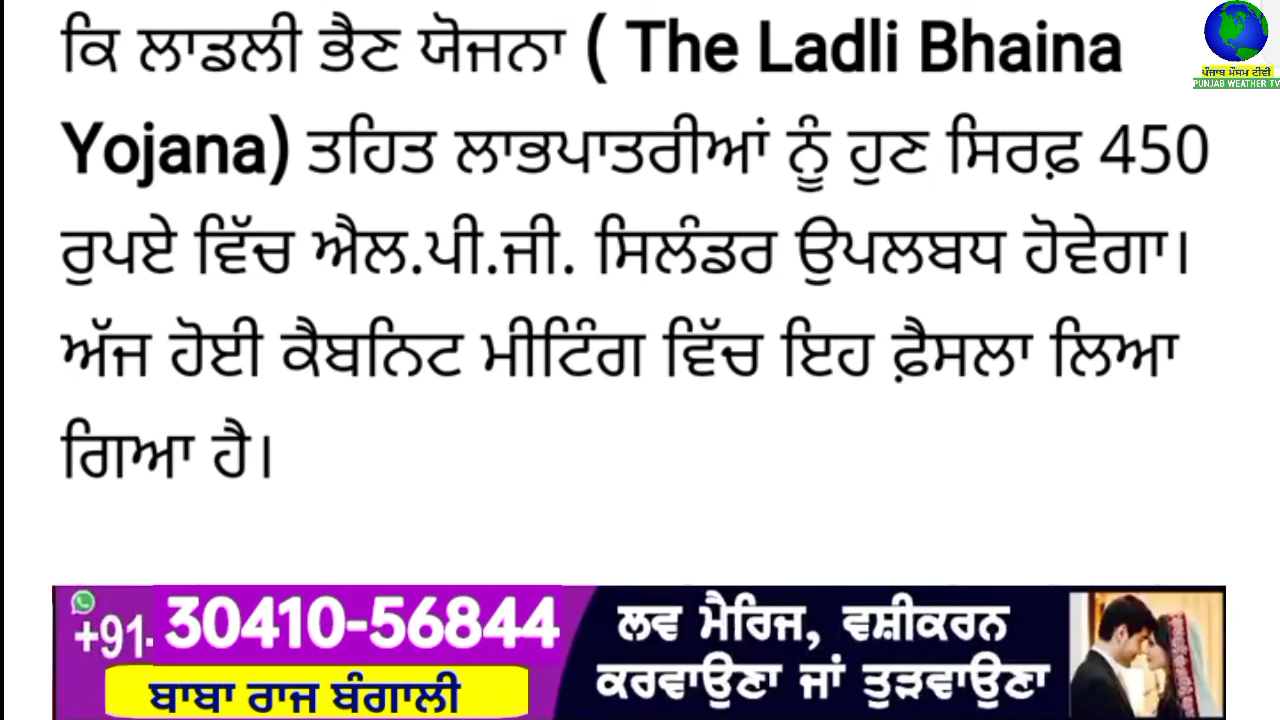 ਕਿ ਲਾਡਲੀ ਭੈਣ ਯੋਜਨਾ ( The Ladli Bhaina
Yojana) ਤਹਿਤ ਲਾਭਪਾਤਰੀਆਂ ਨੂੰ ਹੁਣ ਸਿਰਫ਼ 450
ਰੁਪਏ ਵਿੱਚ ਐਲ.ਪੀ.ਜੀ. ਸਿਲੰਡਰ ਉਪਲਬਧ ਹੋਵੇਗਾ।
ਅੱਜ ਹੋਈ ਕੈਬਨਿਟ ਮੀਟਿੰਗ ਵਿੱਚ ਇਹ ਫ਼ੈਸਲਾ ਲਿਆ
ਗਿਆ ਹੈ।
ਪੰਜਾਬ ਮੌਸਮ ਟੀਵੀ
PUNJAB WEATHER TV
+91. 30410-56844
ਬਾਬਾ ਰਾਜ ਬੰਗਾਲੀ
ਲਵ ਮੈਰਿਜ, ਵਸ਼ੀਕਰਨ
ਕਰਵਾਉਣਾ ਜਾਂ ਤੁੜਵਾਉਣਾ